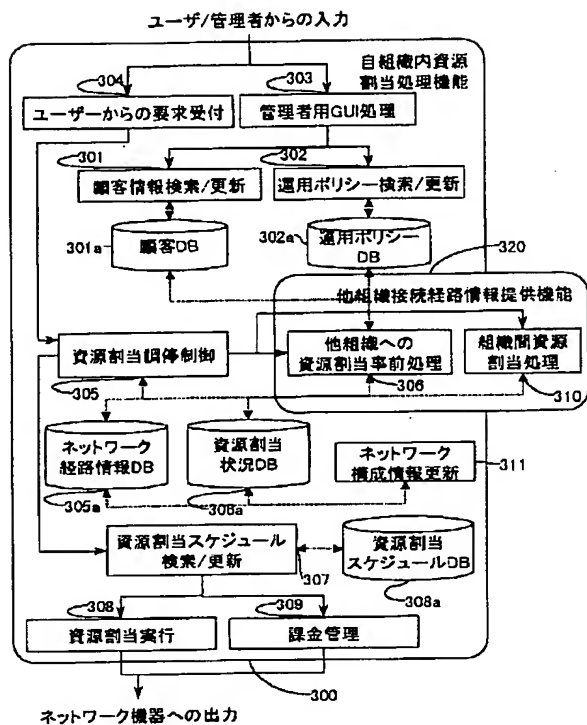 ユーザ/管理者からの入力
自組織内資源
割当処理機能
304
303
ユーザーからの要求受付
管理者用GUI処理
301
302
顧客情報検索/更新
運用ポリシー検索/更新
301a
顧客DB
302a
運用ポリシー
DB
320
他組織接続経路情報提供機能
資源割当調停制御
他組織への
資源割当事前処理
組織間資源
割当処理
305
306
310
ネットワーク
経路情報DB
資源割当
状況DB
ネットワーク
構成情報更新
311
305a
306a
資源割当スケジュール
検索/更新
307
資源割当
スケジュールDB
308a
308
309
資源割当実行
課金管理
300
ネットワーク機器への出力